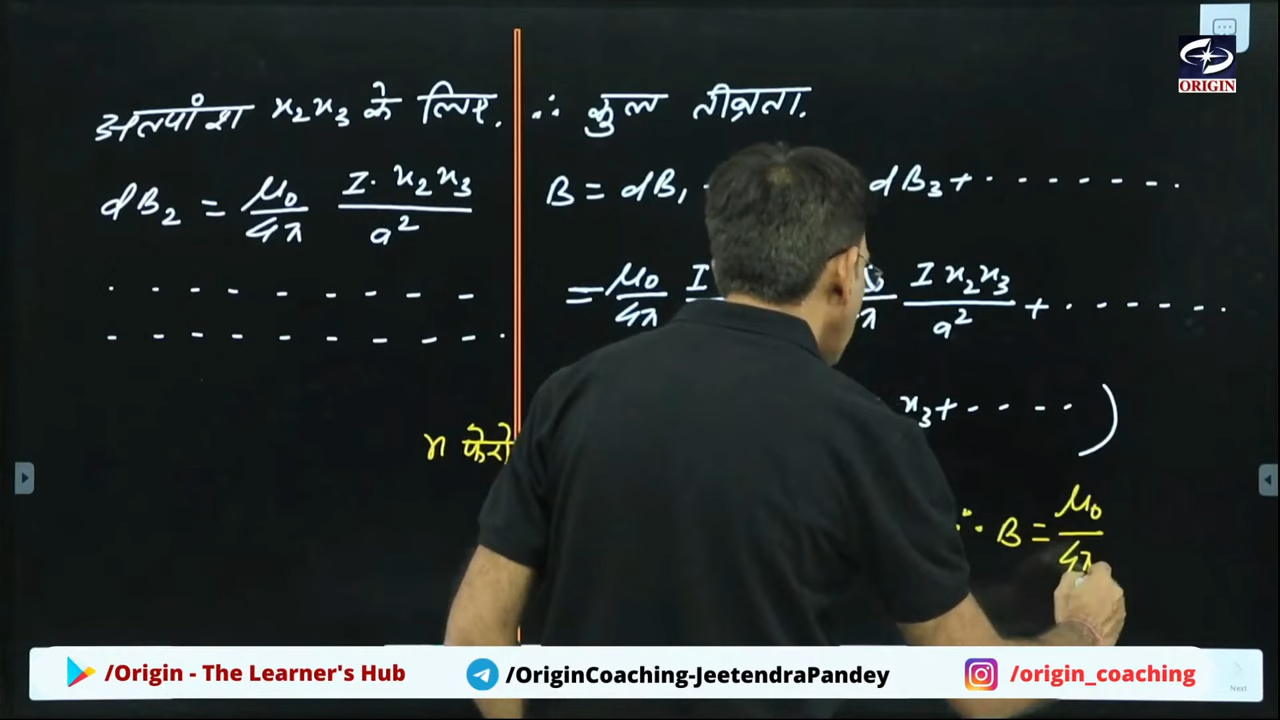 अल्पांश x₂x₃ के लिए.
dB₂ = μ₀/4π I. x₂x₃/a²
. - - - - - - - - -
- - - - - - - - - .
n फेरो
∴ कुल तीव्रता.
B = dB₁ dB₃ + . - - - - - .
= μ₀/4π I I x₂x₃/a² + . - - - - .
x₃ + - - - - )
∴ B = μ₀/4π
ORIGIN
/Origin - The Learner's Hub
/OriginCoaching-JeetendraPandey
/origin_coaching
Next